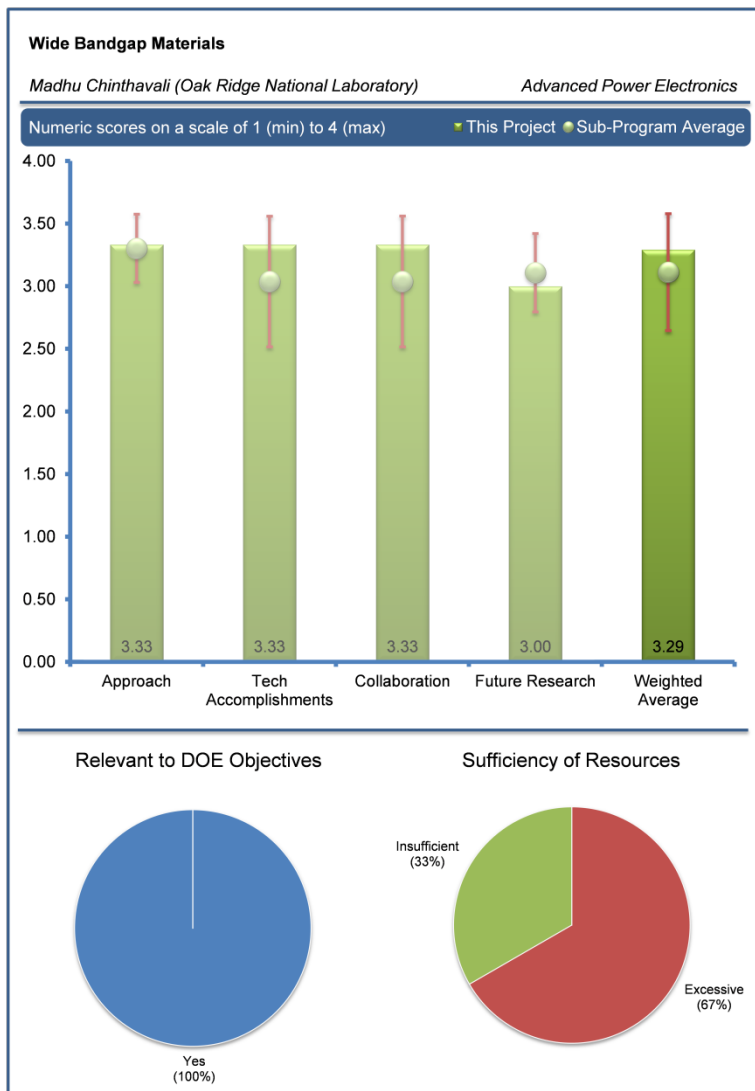 Wide Bandgap Materials
Madhu Chinthavali (Oak Ridge National Laboratory) Advanced Power Electronics
Numeric scores on a scale of 1 (min) to 4 (max) This Project Sub-Program Average
4.00
3.50
3.00
2.50
2.00
1.50
1.00
0.50
0.00
3.33 3.33 3.33 3.00 3.29
Approach Tech Accomplishments Collaboration Future Research Weighted Average
Relevant to DOE Objectives Sufficiency of Resources
Insufficient
(33%)
Excessive
(67%)
Yes
(100%)